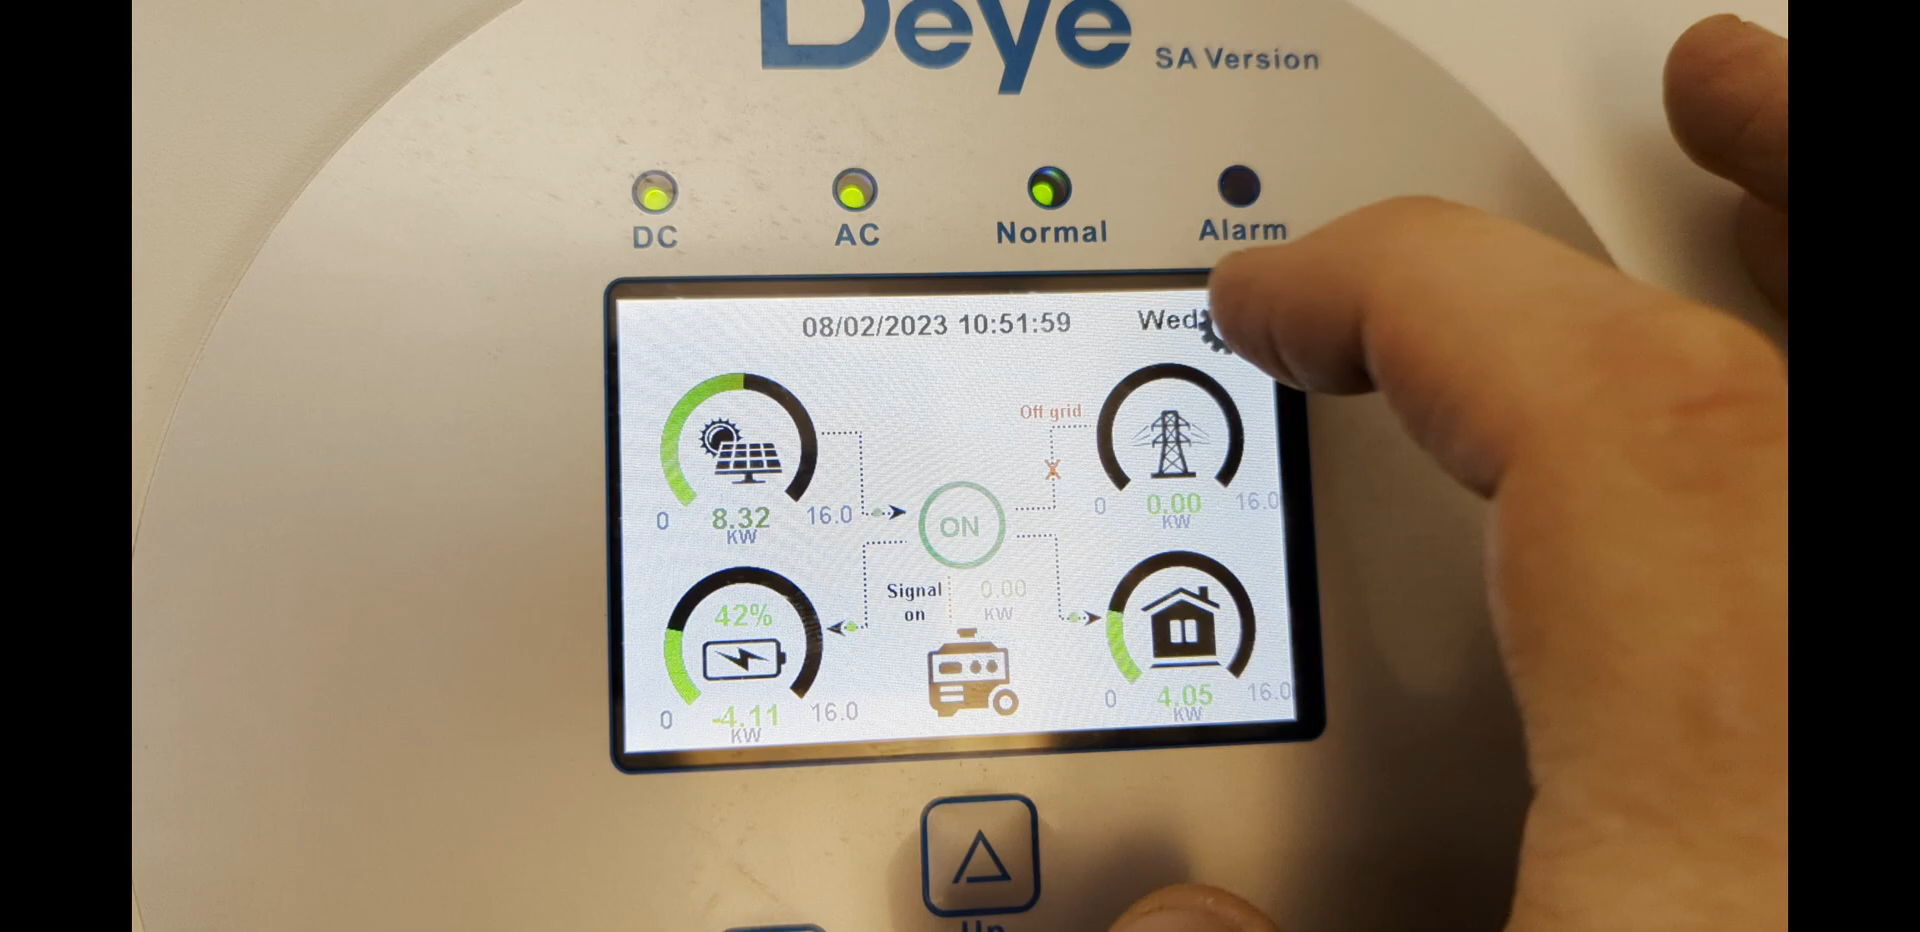 Deye SA Version
DC AC Normal Alarm
08/02/2023 10:51:59 Wed
Off grid
0 8.32 16.0
KW
0 0.00 16.0
KW
ON
42%
Signal
on
0.00
KW
0 -4.11 16.0
KW
0 4.05 16.0
KW
Up